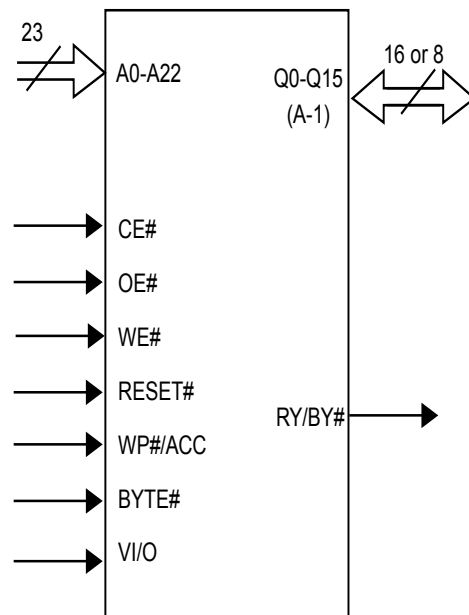 23
16 or 8
A0-A22
Q0-Q15
(A-1)
CE#
OE#
WE#
RESET#
RY/BY#
WP#/ACC
BYTE#
VI/O